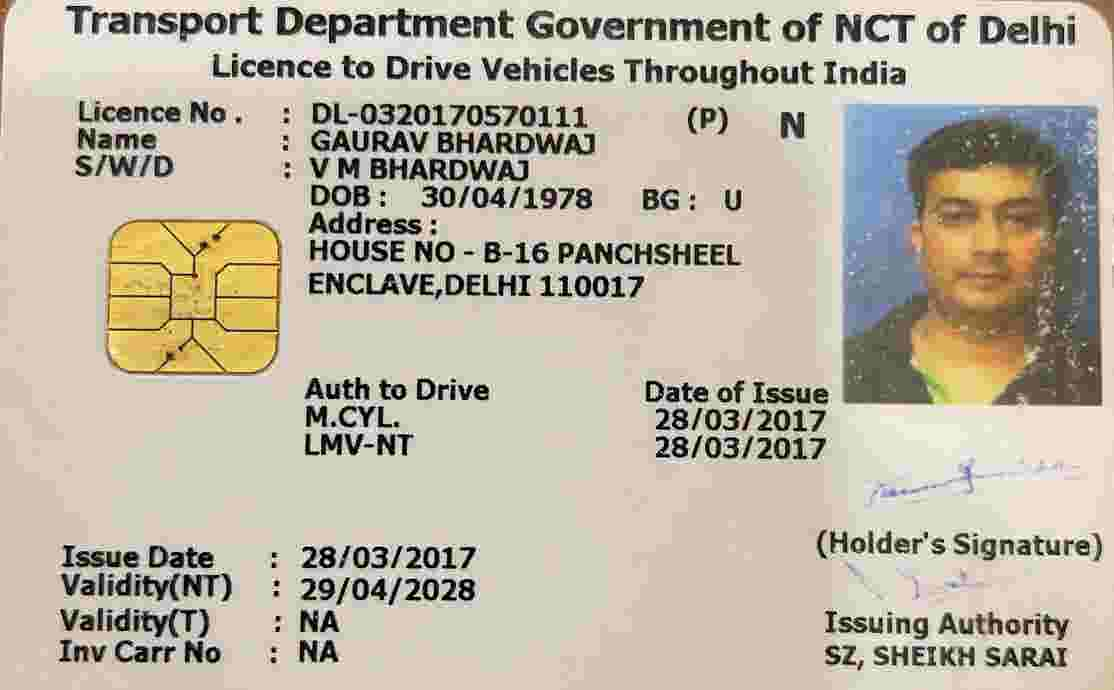 Transport Department Government of NCT of Delhi
Licence to Drive Vehicles Throughout India
Licence No . : DL-0320170570111 (P) N
Name : GAURAV BHARDWAJ
S/W/D : V M BHARDWAJ
DOB : 30/04/1978 BG : U
Address :
HOUSE NO - B-16 PANCHSHEEL
ENCLAVE,DELHI 110017
Auth to Drive Date of Issue
M.CYL. 28/03/2017
LMV-NT 28/03/2017
Issue Date : 28/03/2017
Validity(NT) : 29/04/2028
Validity(T) : NA
Inv Carr No : NA
(Holder's Signature)
Issuing Authority
SZ, SHEIKH SARAI